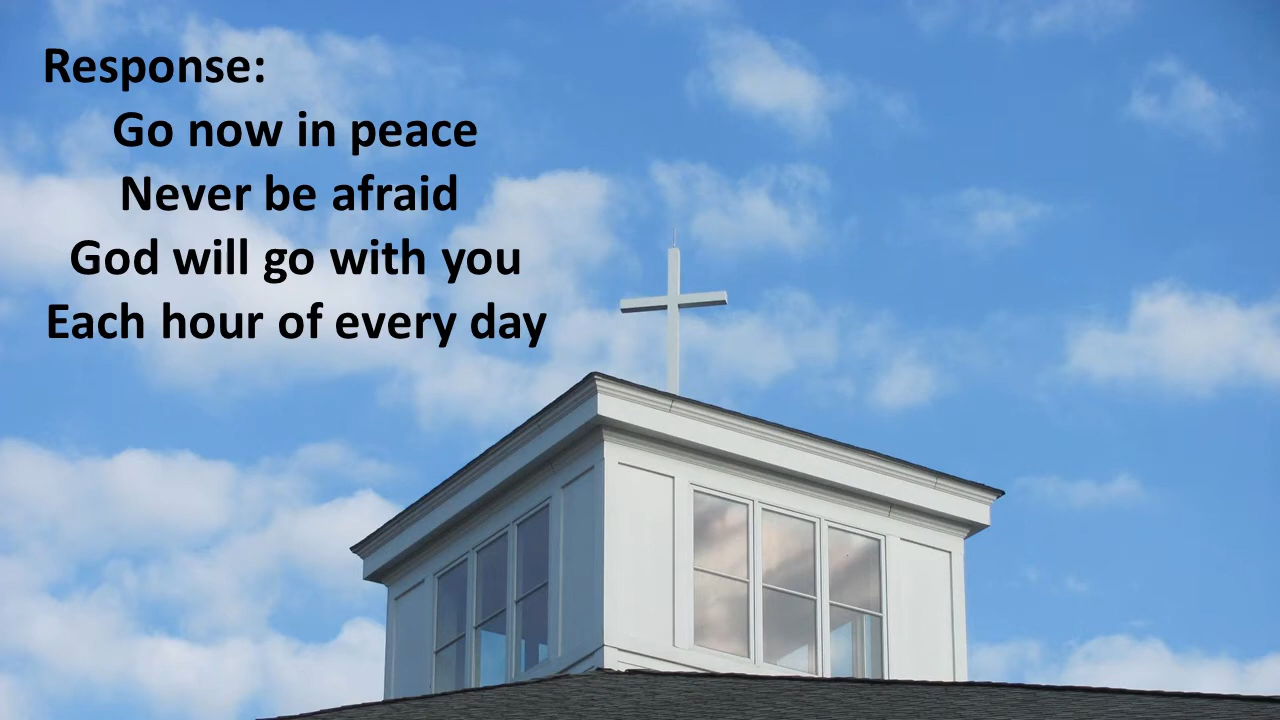 Response:
Go now in peace
Never be afraid
God will go with you
Each hour of every day